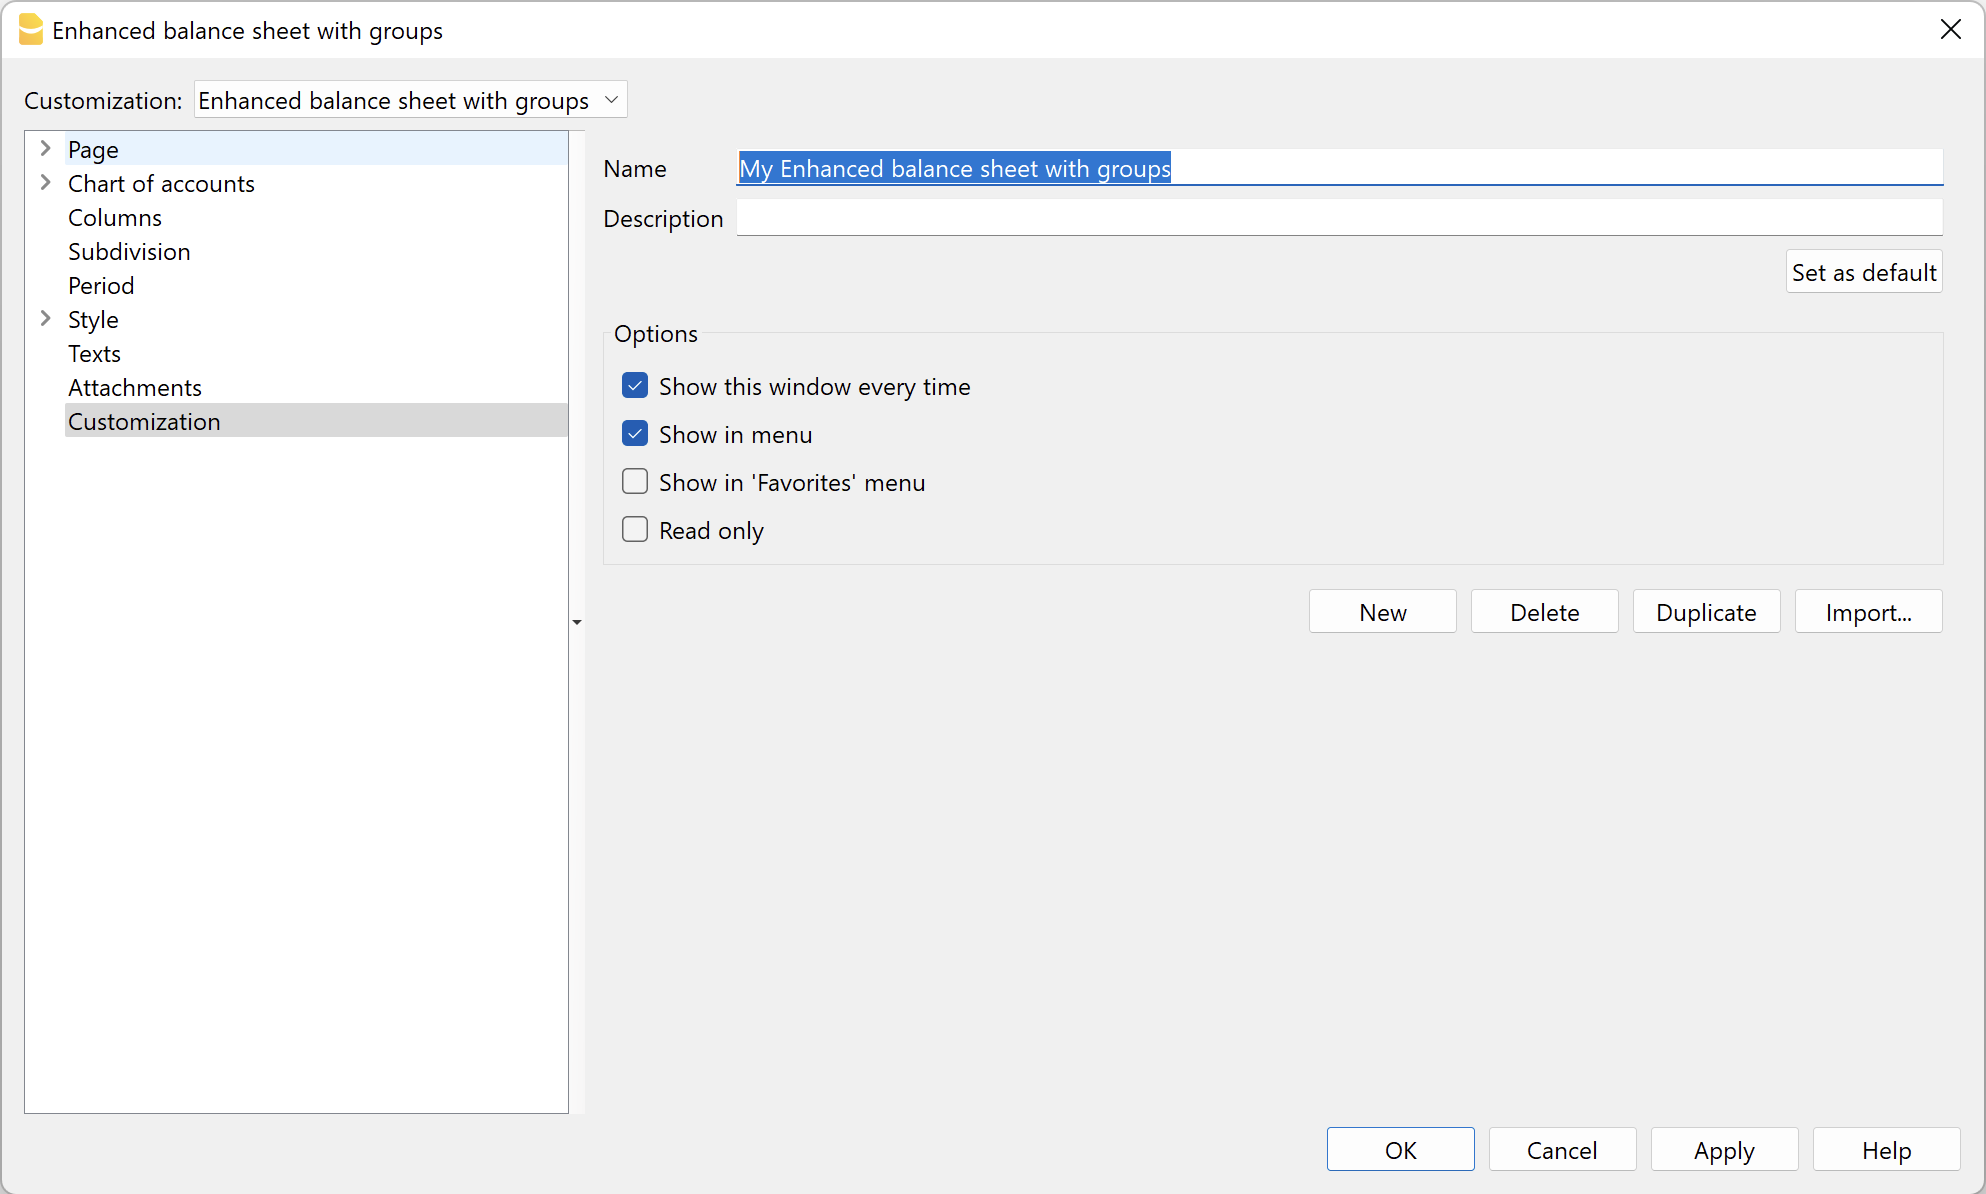 Enhanced balance sheet with groups
Customization: Enhanced balance sheet with groups
Page
Chart of accounts
Columns
Subdivision
Period
Style
Texts
Attachments
Customization
Name My Enhanced balance sheet with groups
Description
Set as default
Options
Show this window every time
Show in menu
Show in 'Favorites' menu
Read only
New Delete Duplicate Import...
OK Cancel Apply Help